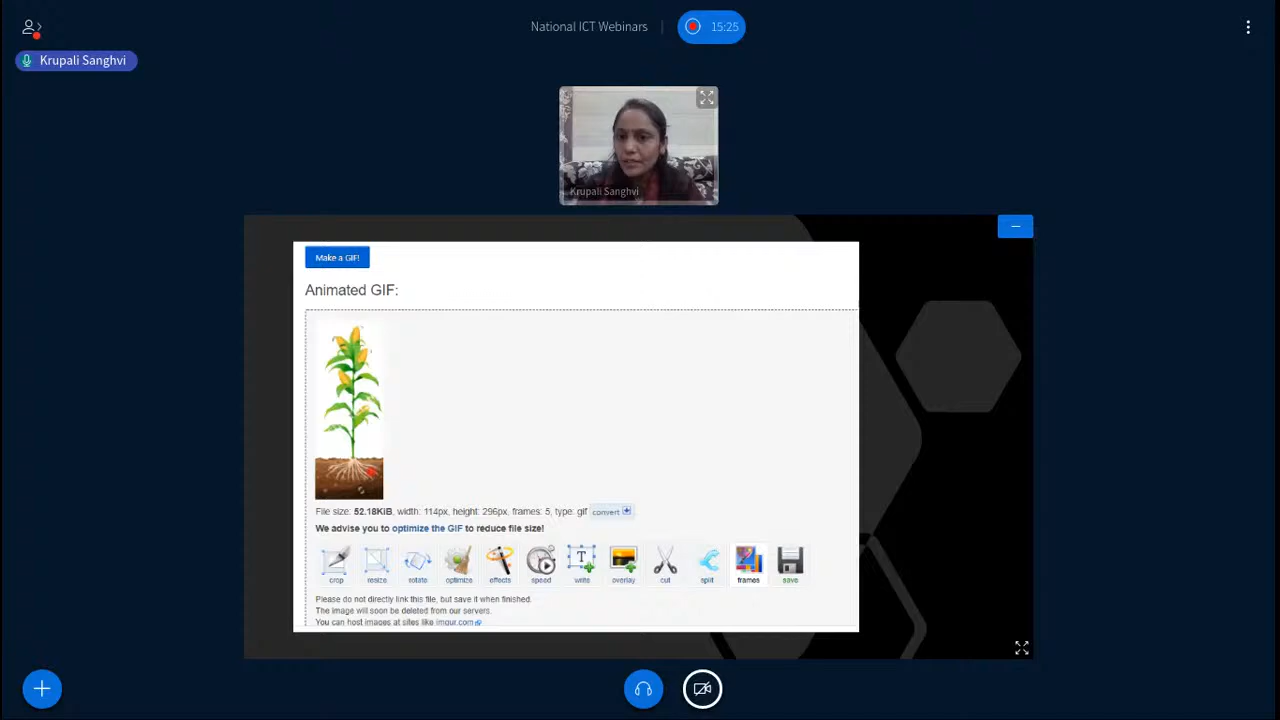 National ICT Webinars
15:25
Krupali Sanghvi
Krupali Sanghvi
Make a GIF!
Animated GIF:
File size: 52.18KiB, width: 114px, height: 296px, frames: 5, type: gif convert
We advise you to optimize the GIF to reduce file size!
crop resize rotate optimize effects speed write overlay cut split frames save
Please do not directly link this file, but save it when finished.
The image will soon be deleted from our servers.
You can host images at sites like imgur.com